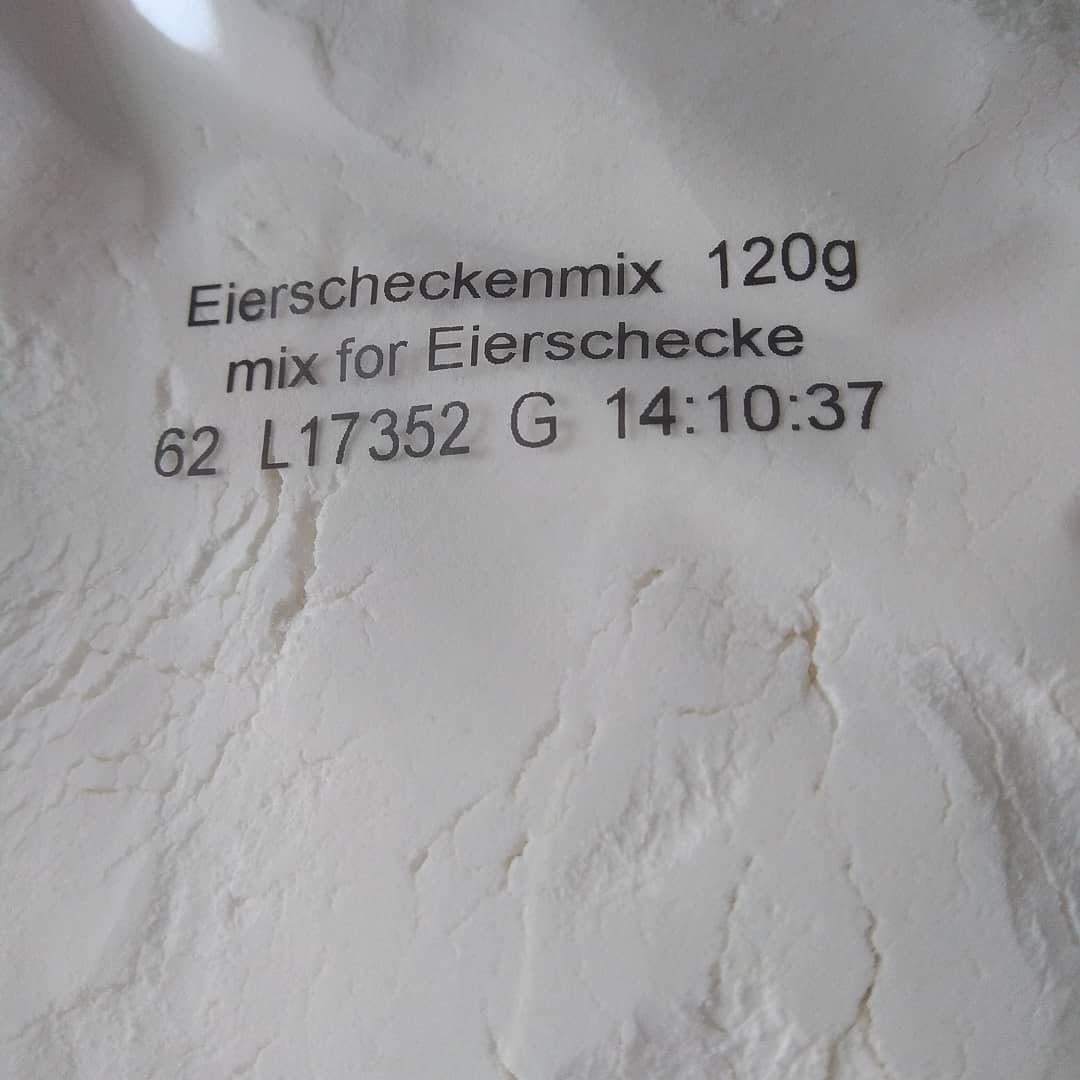 Eierscheckenmix 120g
mix for Eierschecke
62 L17352 G 14:10:37